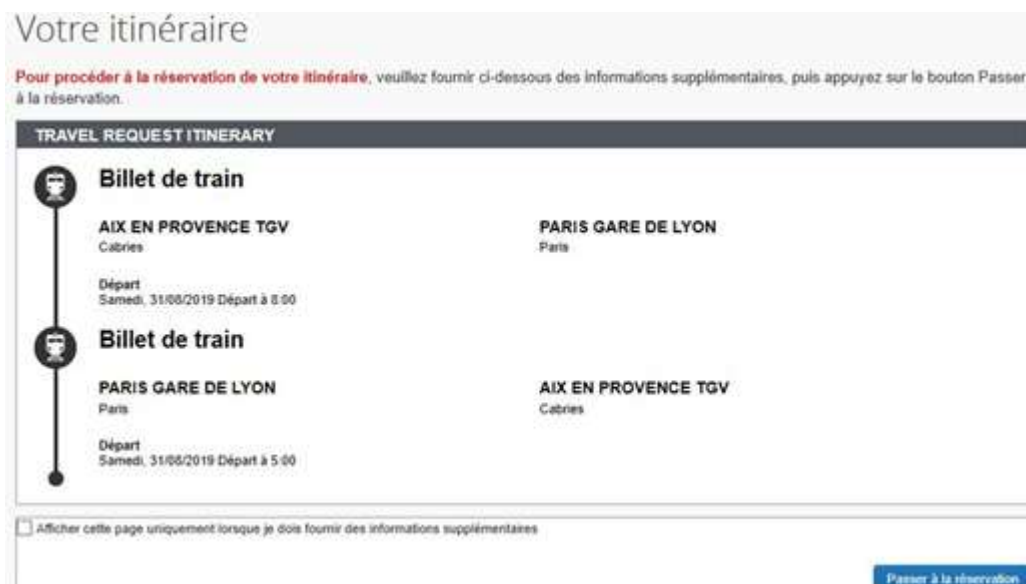 Votre itinéraire
Pour procéder à la réservation de votre itinéraire, veuillez fournir ci-dessous des informations supplémentaires, puis appuyez sur le bouton Passer
à la réservation.
TRAVEL REQUEST ITINERARY
Billet de train
AIX EN PROVENCE TGV
Cabries
PARIS GARE DE LYON
Paris
Départ
Samedi, 31/08/2019 Départ à 8:00
Billet de train
PARIS GARE DE LYON
Paris
AIX EN PROVENCE TGV
Cabries
Départ
Samedi, 31/08/2019 Départ à 5:00
Afficher cette page uniquement lorsque je dois fournir des informations supplémentaires
Passer à la réservation